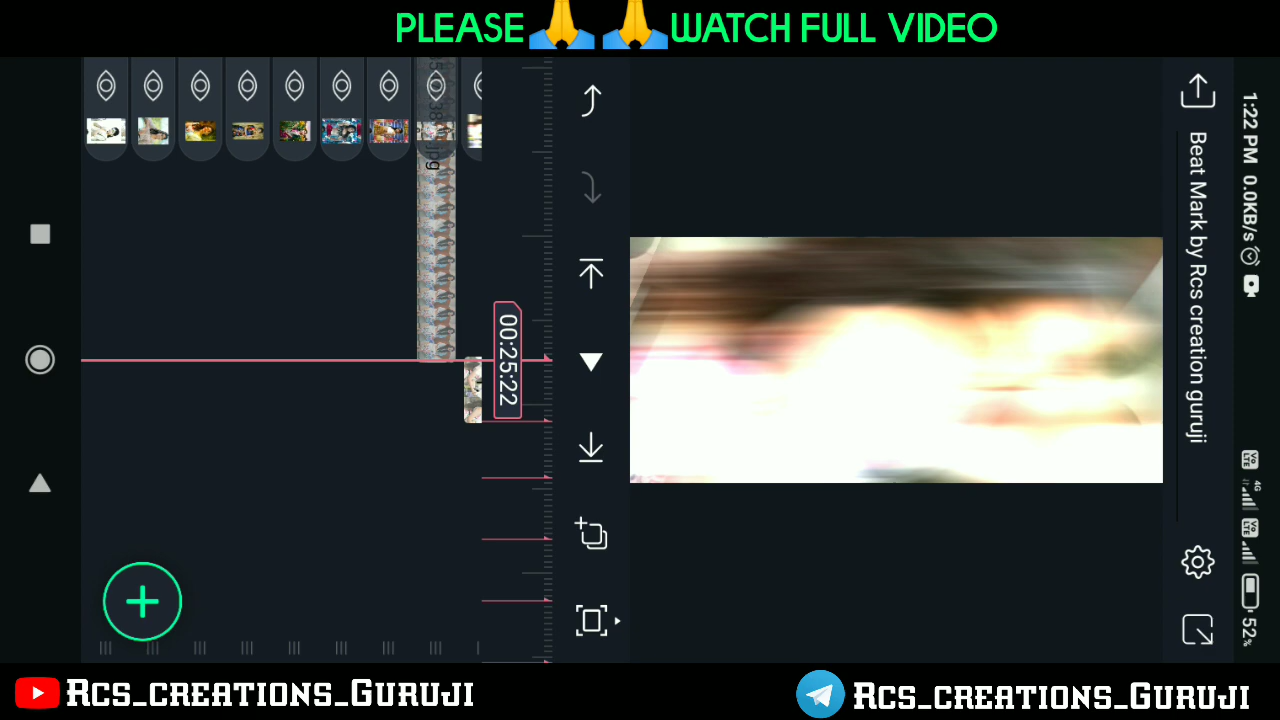 PLEASE🙏🙏WATCH FULL VIDEO
1:22 PM 0.0KB/s 52%
Beat Mark by Rcs creation guruji
00:25:22
Rcs_creations_Guruji
Rcs_creations_Guruji